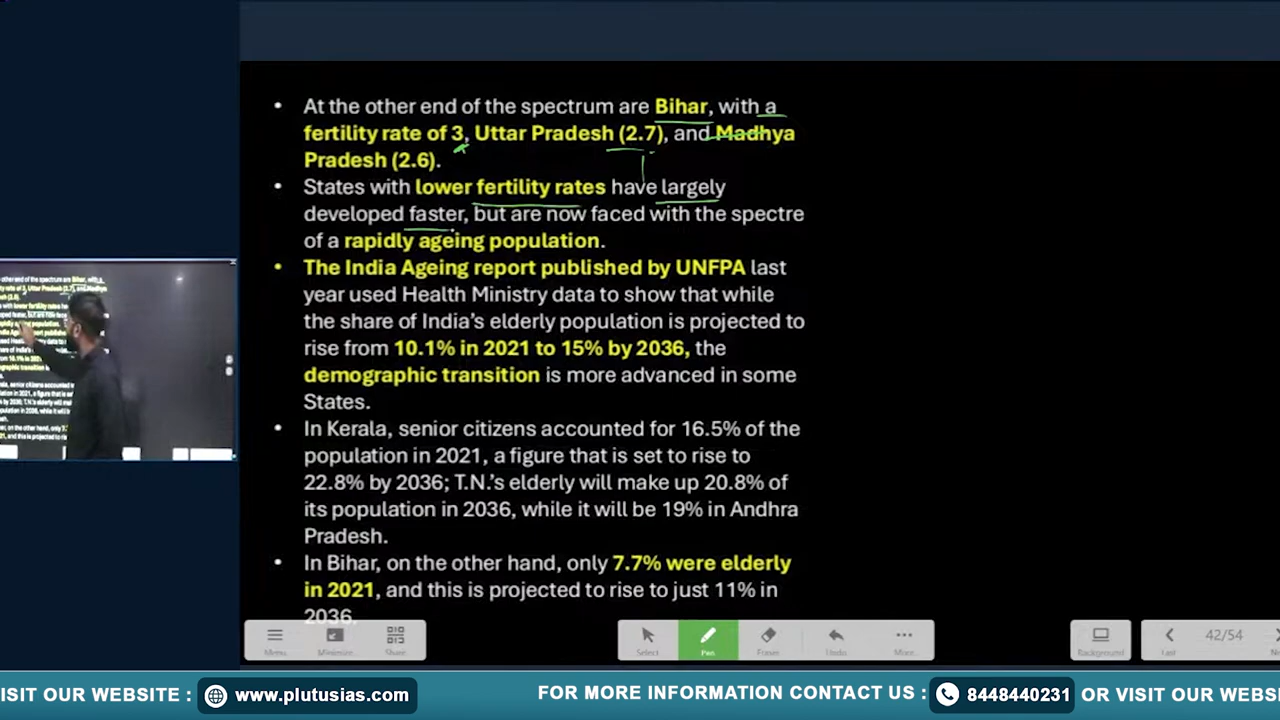 • At the other end of the spectrum are Bihar, with a
fertility rate of 3, Uttar Pradesh (2.7), and Madhya
Pradesh (2.6).
• States with lower fertility rates have largely
developed faster, but are now faced with the spectre
of a rapidly ageing population.
• The India Ageing report published by UNFPA last
year used Health Ministry data to show that while
the share of India’s elderly population is projected to
rise from 10.1% in 2021 to 15% by 2036, the
demographic transition is more advanced in some
States.
• In Kerala, senior citizens accounted for 16.5% of the
population in 2021, a figure that is set to rise to
22.8% by 2036; T.N.’s elderly will make up 20.8% of
its population in 2036, while it will be 19% in Andhra
Pradesh.
• In Bihar, on the other hand, only 7.7% were elderly
in 2021, and this is projected to rise to just 11% in
2036.
Menu Minimize Share Select Pen Eraser Undo More Background Last 42/54
ISIT OUR WEBSITE : www.plutusias.com FOR MORE INFORMATION CONTACT US : 8448440231 OR VISIT OUR WEBS